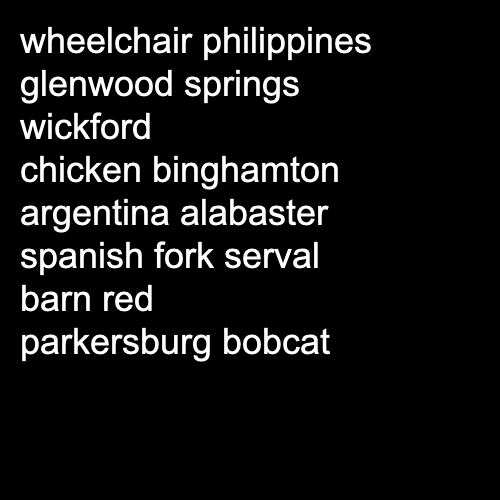 wheelchair philippines
glenwood springs
wickford
chicken binghamton
argentina alabaster
spanish fork serval
barn red
parkersburg bobcat